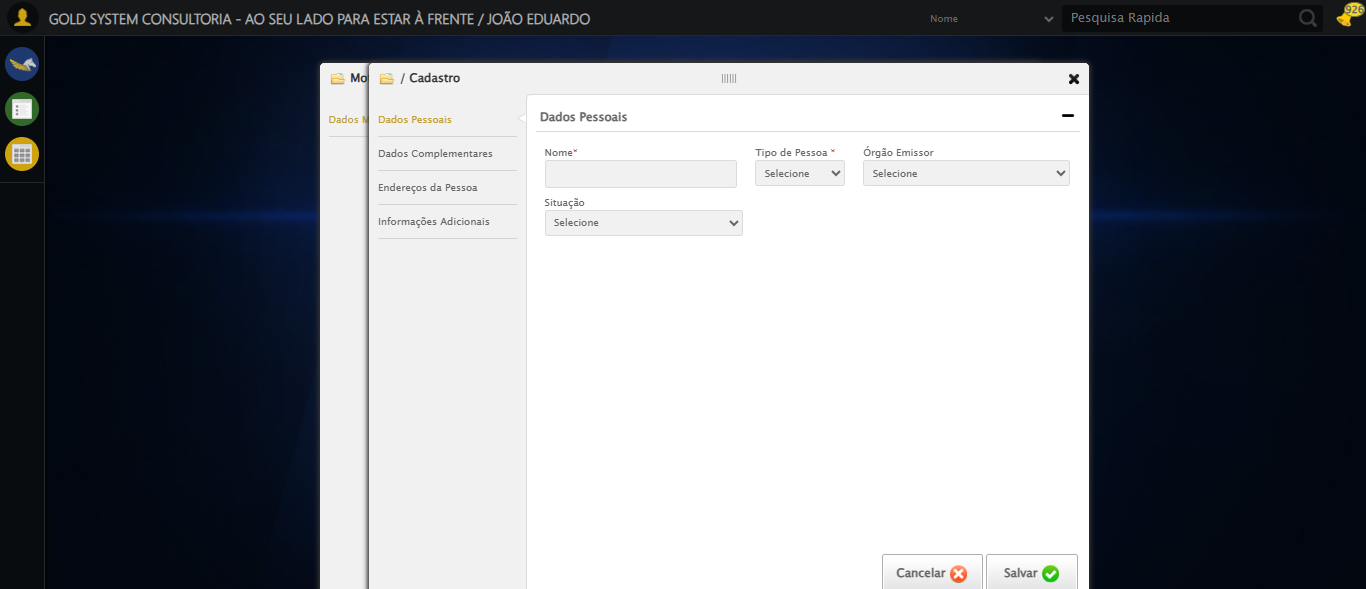 GOLD SYSTEM CONSULTORIA - AO SEU LADO PARA ESTAR À FRENTE / JOÃO EDUARDO
Nome
Pesquisa Rapida
926
Mo
/ Cadastro
Dados M
Dados Pessoais
Dados Complementares
Endereços da Pessoa
Informações Adicionais
Dados Pessoais
Nome*
Tipo de Pessoa *
Órgão Emissor
Selecione
Selecione
Situação
Selecione
Cancelar
Salvar